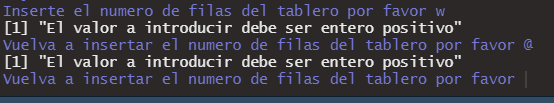 Inserte el numero de filas del tablero por favor w
[1] "El valor a introducir debe ser entero positivo"
Vuelva a insertar el numero de filas del tablero por favor @
[1] "El valor a introducir debe ser entero positivo"
Vuelva a insertar el numero de filas del tablero por favor